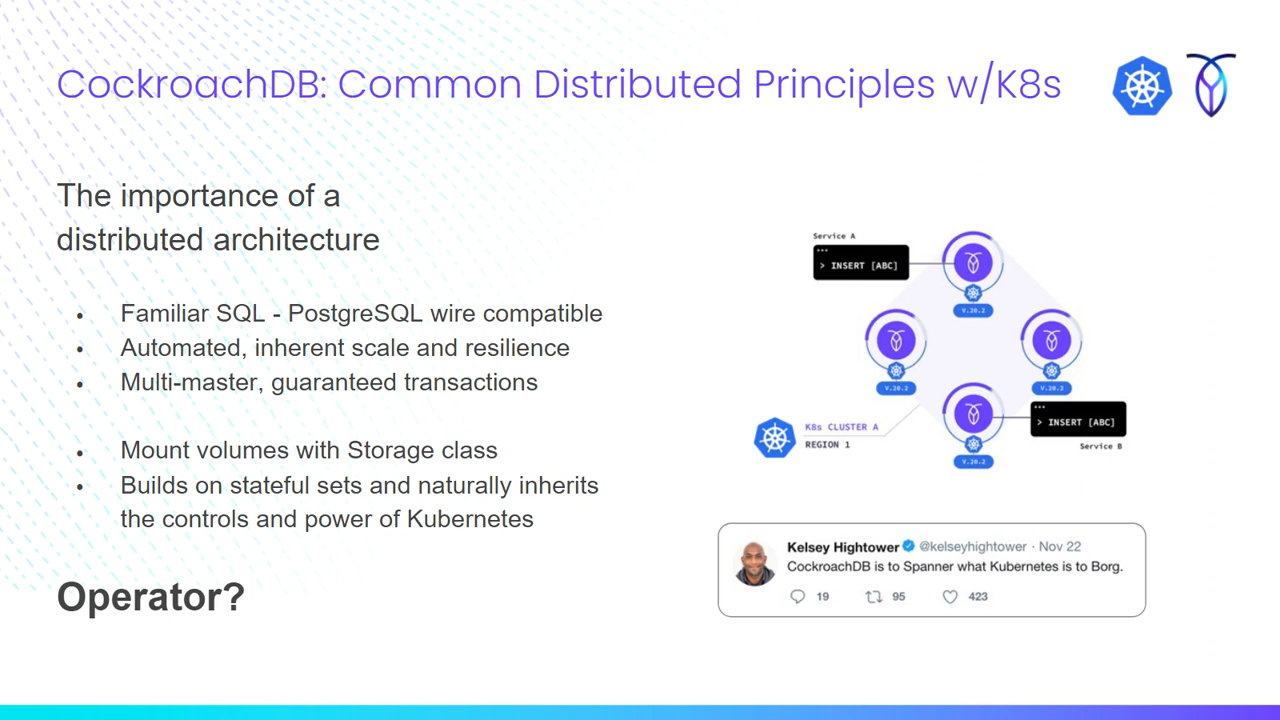 CockroachDB: Common Distributed Principles w/K8s
The importance of a
distributed architecture
• Familiar SQL - PostgreSQL wire compatible
• Automated, inherent scale and resilience
• Multi-master, guaranteed transactions
• Mount volumes with Storage class
• Builds on stateful sets and naturally inherits
the controls and power of Kubernetes
Operator?
Service A
> INSERT [ABC]
V.20.2
V.20.2
V.20.2
> INSERT [ABC]
Service B
V.20.2
K8s CLUSTER A
REGION 1
Kelsey Hightower @kelseyhightower · Nov 22
CockroachDB is to Spanner what Kubernetes is to Borg.
19 95 423